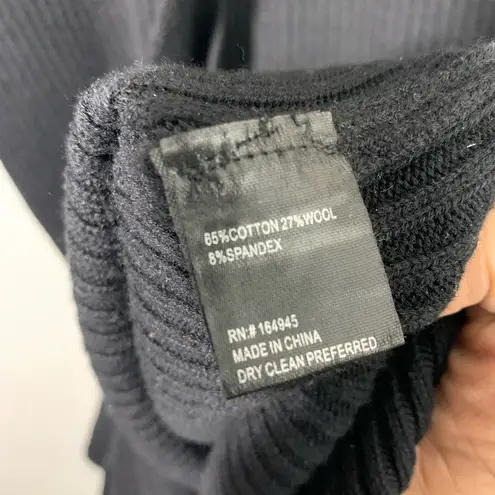 65%COTTON 27%WOOL
8%SPANDEX
RN:# 164945
MADE IN CHINA
DRY CLEAN PREFERRED